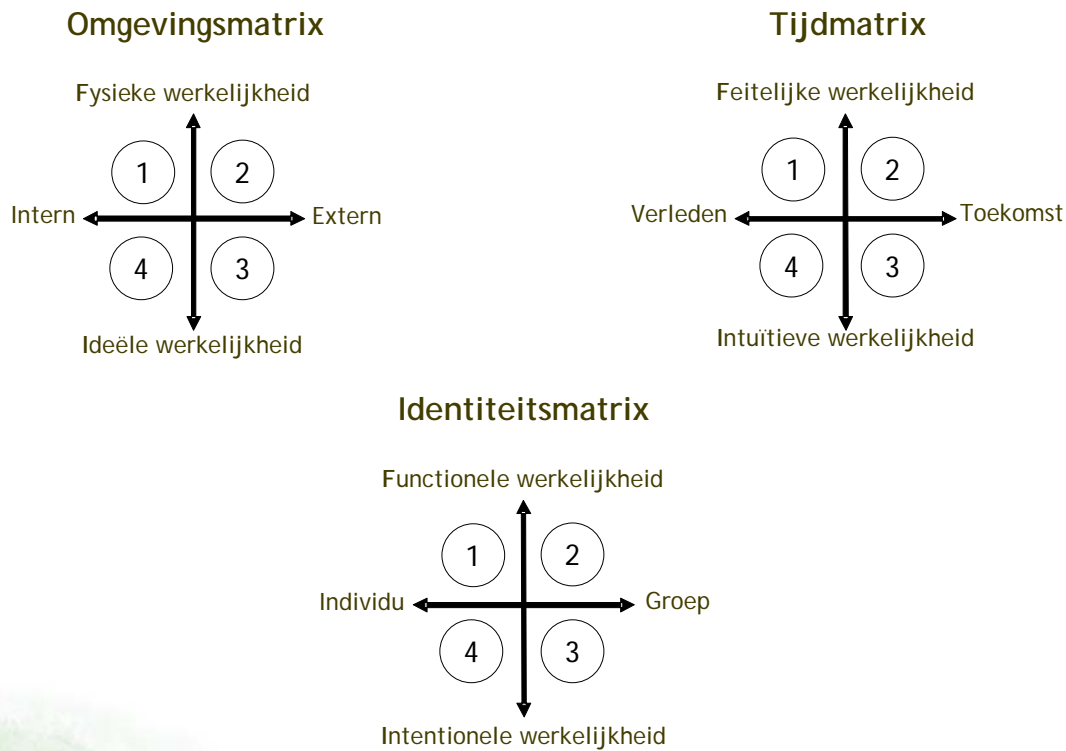 Omgevingsmatrix
Fysieke werkelijkheid
1
2
Intern
Extern
4
3
Ideële werkelijkheid
Tijdmatrix
Feitelijke werkelijkheid
1
2
Verleden
Toekomst
4
3
Intuïtieve werkelijkheid
Identiteitsmatrix
Functionele werkelijkheid
1
2
Individu
Groep
4
3
Intentionele werkelijkheid